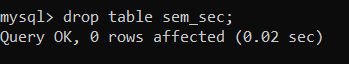 mysql> drop table sem_sec;
Query OK, 0 rows affected (0.02 sec)